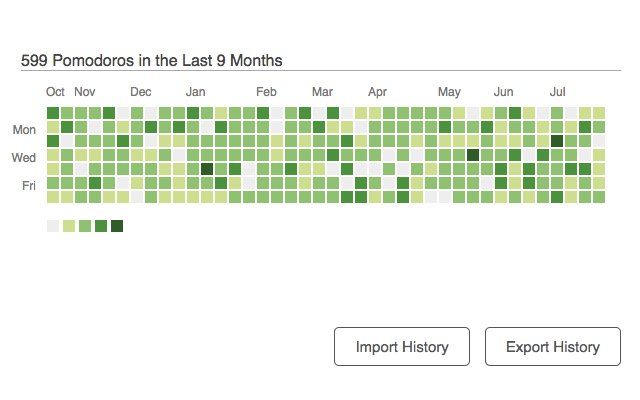 599 Pomodoros in the Last 9 Months
Oct Nov Dec Jan Feb Mar Apr May Jun Jul
Mon
Wed
Fri
Import History Export History